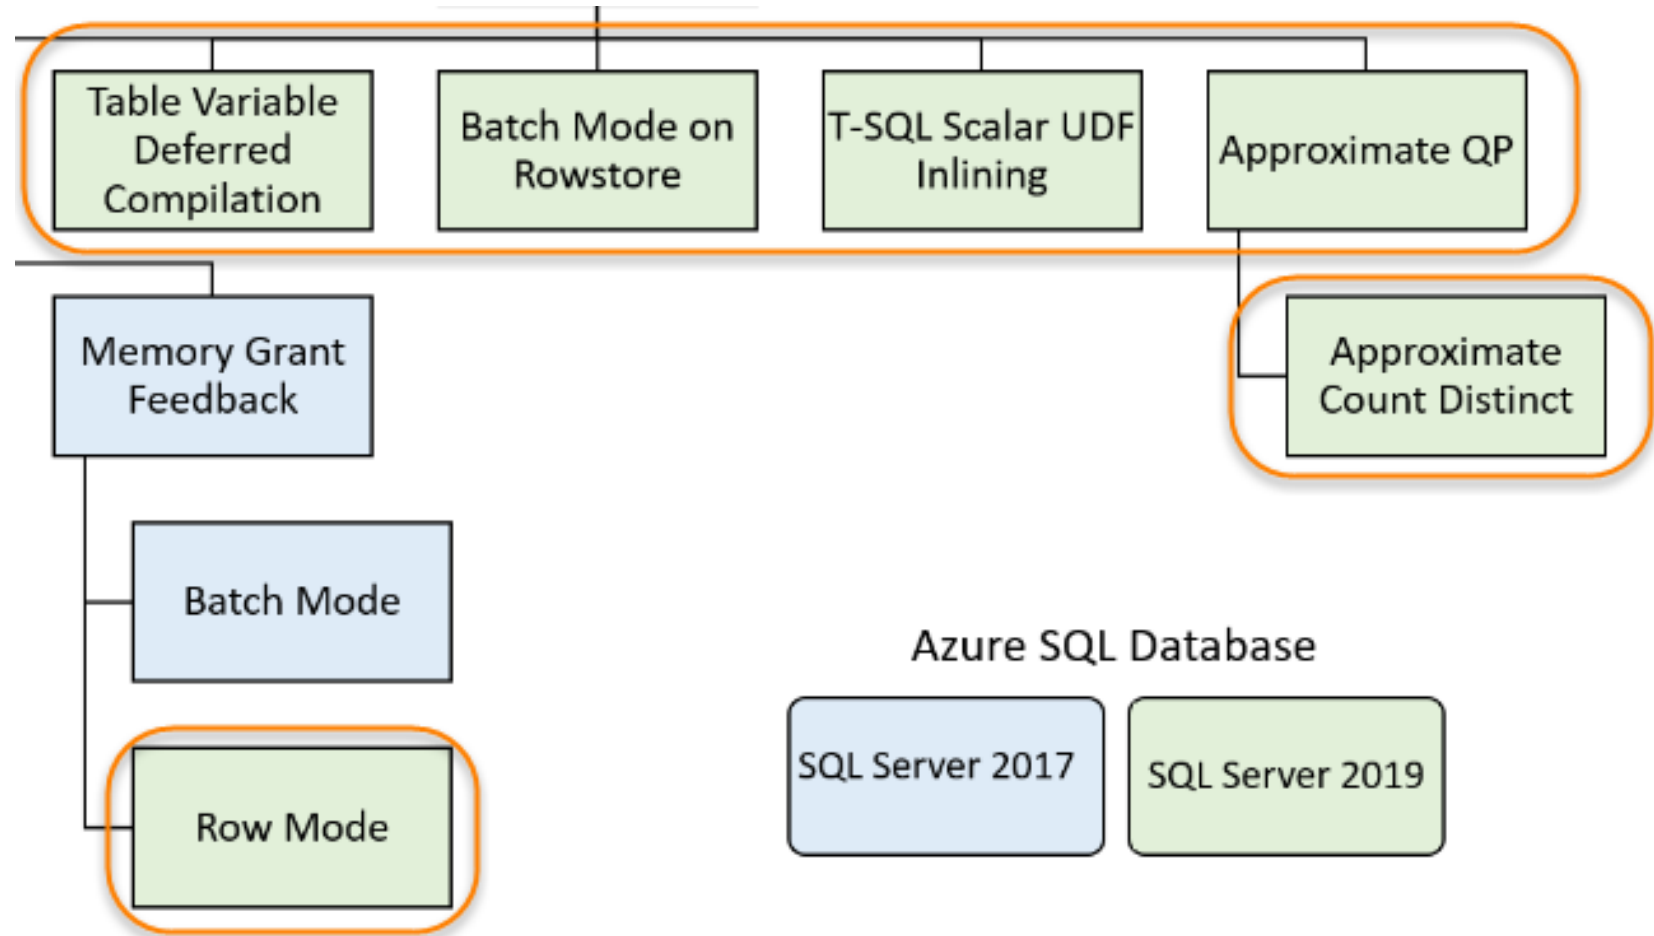 Table Variable
Deferred
Compilation
Batch Mode on
Rowstore
T-SQL Scalar UDF
Inlining
Approximate QP
Memory Grant
Feedback
Approximate
Count Distinct
Batch Mode
Row Mode
Azure SQL Database
SQL Server 2017
SQL Server 2019